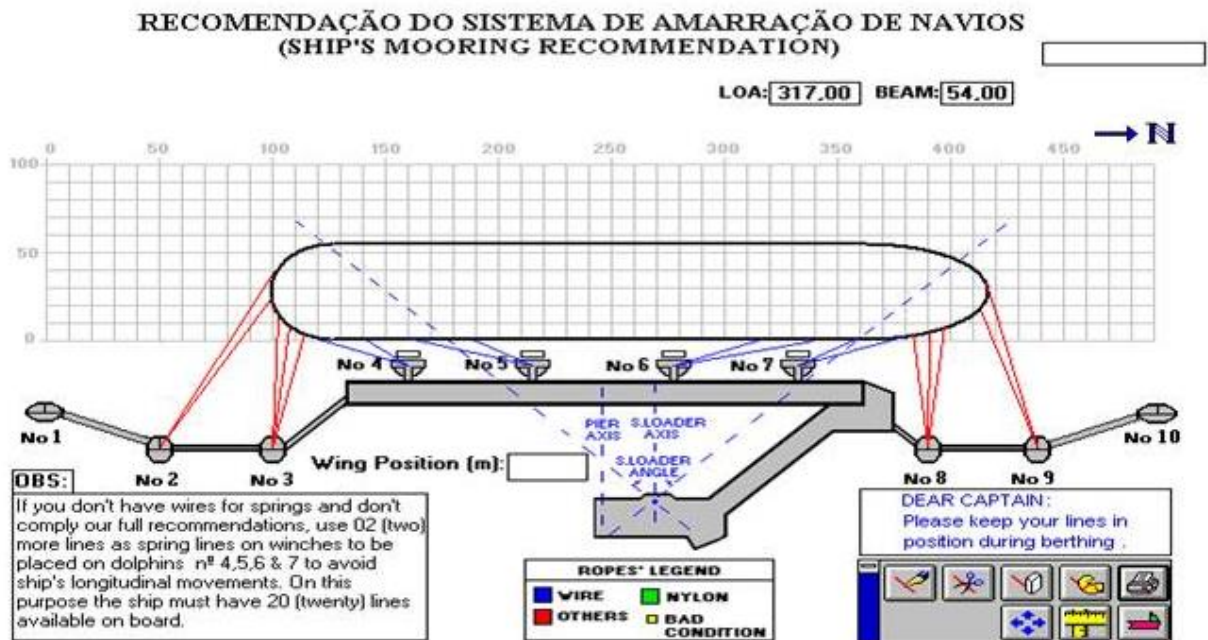 RECOMENDAÇÃO DO SISTEMA DE AMARRAÇÃO DE NAVIOS
(SHIP'S MOORING RECOMMENDATION)
LOA: 317,00 BEAM: 54,00
N
0 50 100 150 200 250 300 350 400 450
100
50
0
No 4 No 5 No 6 No 7
No 1
No 2 No 3
No 8 No 9
No 10
PIER AXIS
S.LOADER AXIS
S.LOADER ANGLE
Wing Position (m):
OBS:
If you don't have wires for springs and don't
comply our full recommendations, use 02 (two)
more lines as spring lines on winches to be
placed on dolphins nº 4,5,6 & 7 to avoid
ship's longitudinal movements. On this
purpose the ship must have 20 (twenty) lines
available on board.
ROPES' LEGEND
WIRE NYLON
OTHERS BAD
CONDITION
DEAR CAPTAIN:
Please keep your lines in
position during berthing .